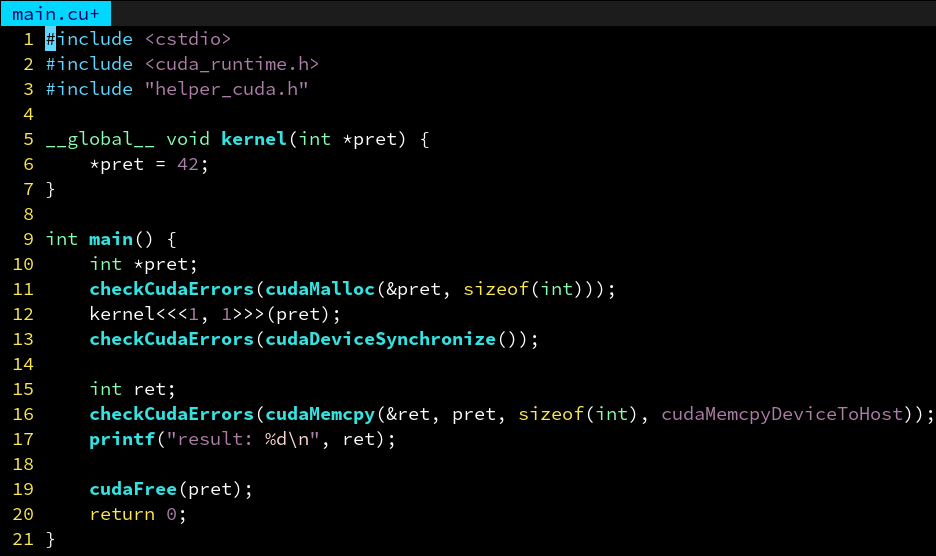 main.cu+
1 #include <cstdio>
2 #include <cuda_runtime.h>
3 #include "helper_cuda.h"
4
5 __global__ void kernel(int *pret) {
6     *pret = 42;
7 }
8
9 int main() {
10     int *pret;
11     checkCudaErrors(cudaMalloc(&pret, sizeof(int)));
12     kernel<<<1, 1>>>(pret);
13     checkCudaErrors(cudaDeviceSynchronize());
14
15     int ret;
16     checkCudaErrors(cudaMemcpy(&ret, pret, sizeof(int), cudaMemcpyDeviceToHost));
17     printf("result: %d\n", ret);
18
19     cudaFree(pret);
20     return 0;
21 }